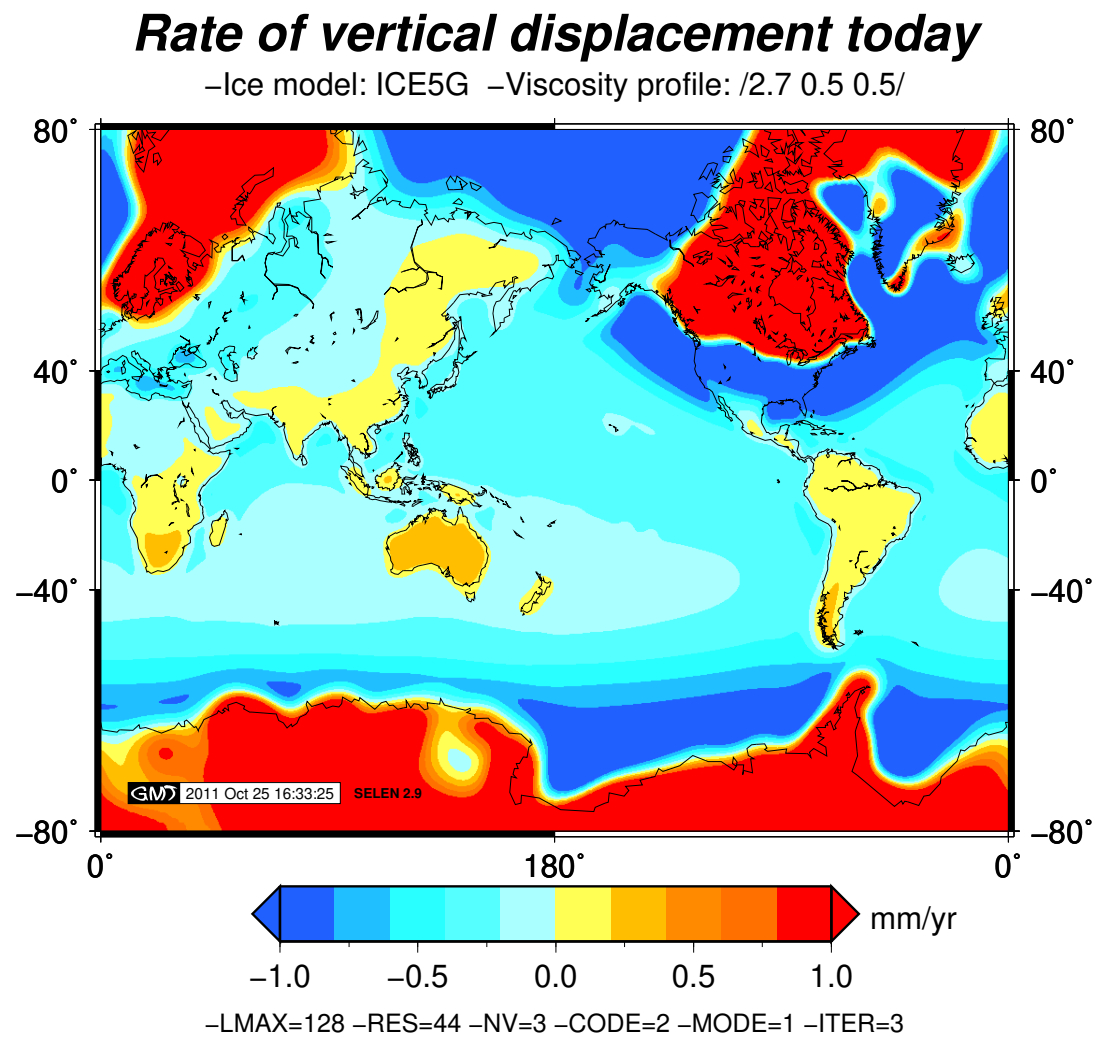 Rate of vertical displacement today
−Ice model: ICE5G −Viscosity profile: /2.7 0.5 0.5/
80˚ 80˚
40˚ 40˚
0˚ 0˚
−40˚ −40˚
GMT 2011 Oct 25 16:33:25 SELEN 2.9
−80˚ −80˚
0˚ 180˚ 0˚
mm/yr
−1.0 −0.5 0.0 0.5 1.0
−LMAX=128 −RES=44 −NV=3 −CODE=2 −MODE=1 −ITER=3